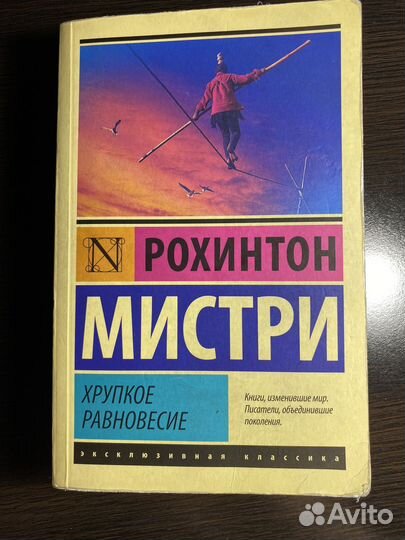 N
РОХИНТОН
МИСТРИ
ХРУПКОЕ
РАВНОВЕСИЕ
Книги, изменившие мир.
Писатели, объединившие
поколения.
эксклюзивная классика
Avito